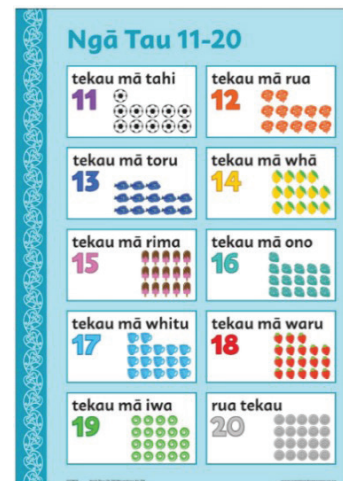 Ngā Tau 11-20
tekau mā tahi
11
tekau mā rua
12
tekau mā toru
13
tekau mā whā
14
tekau mā rima
15
tekau mā ono
16
tekau mā whitu
17
tekau mā waru
18
tekau mā iwa
19
rua tekau
20